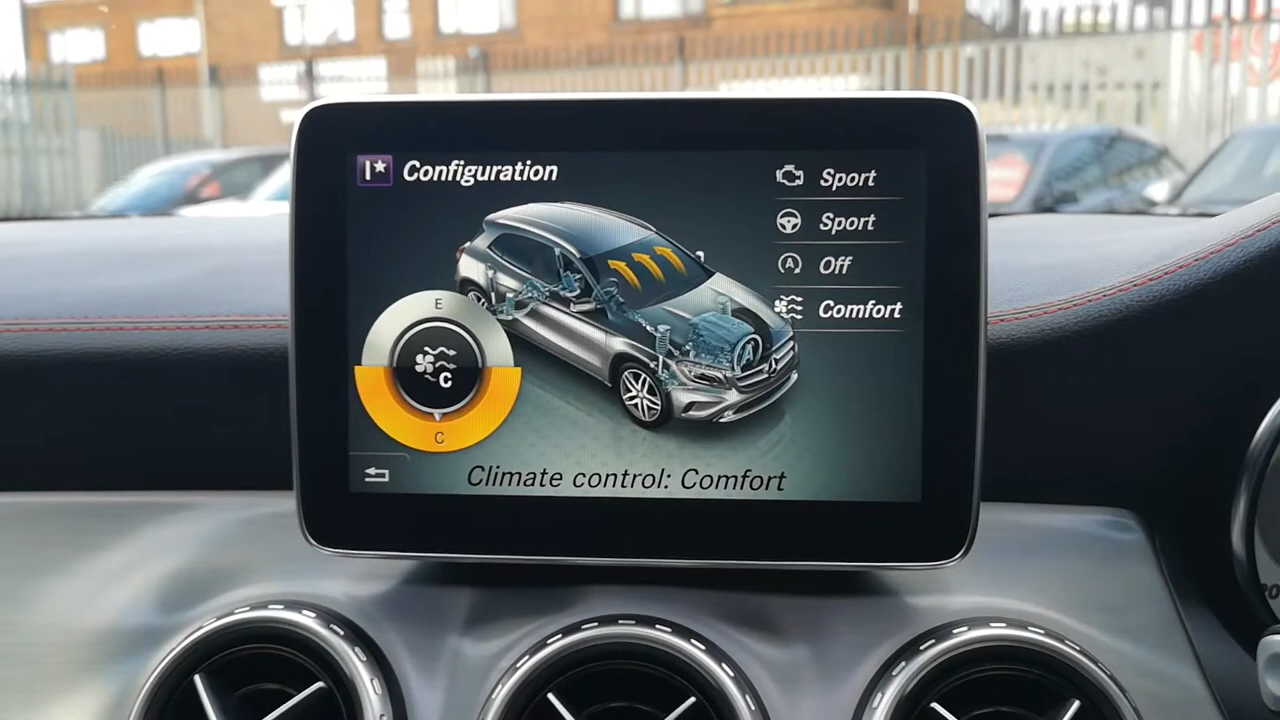 I★ Configuration
Sport
Sport
A Off
Comfort
E
C
C
A
Climate control: Comfort